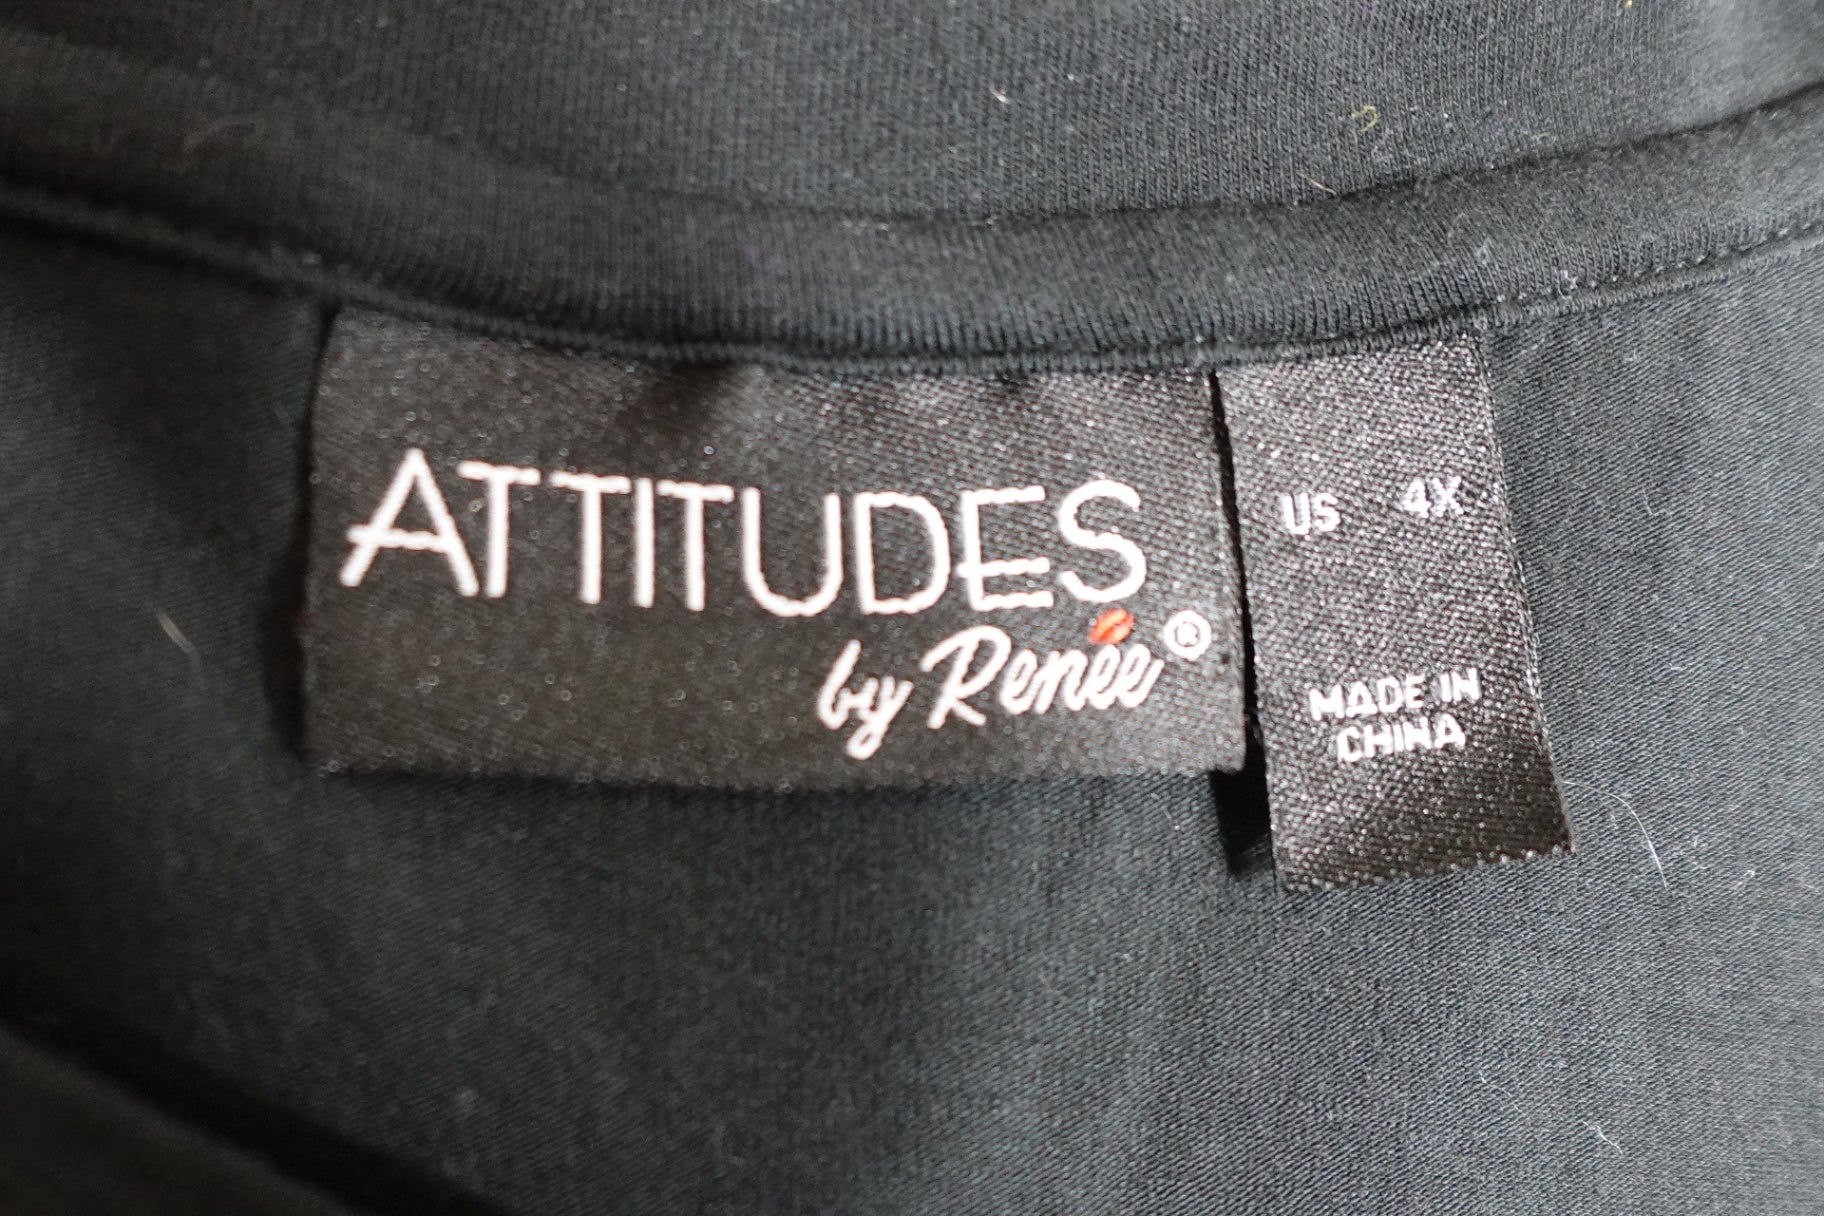 ATTITUDES
by Renée®
US 4X
MADE IN
CHINA